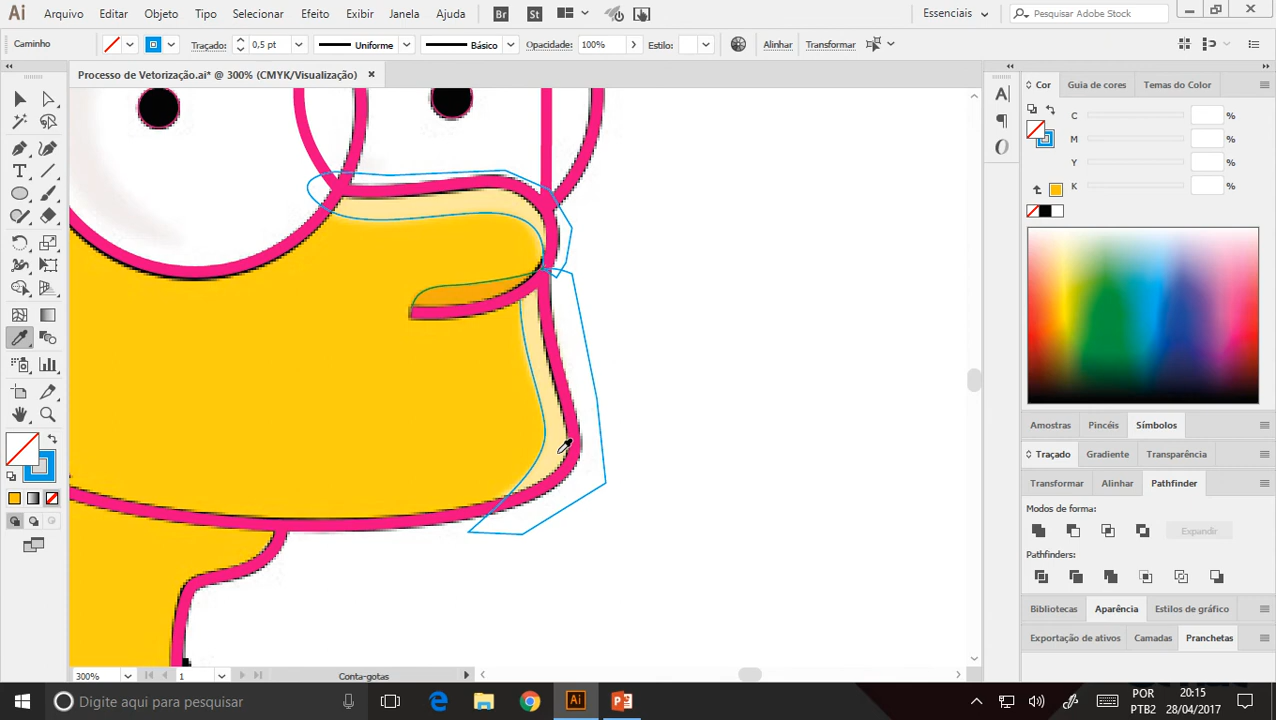 Ai Arquivo Editar Objeto Tipo Selecionar Efeito Exibir Janela Ajuda Br St Essenciais Pesquisar Adobe Stock
Caminho Traçado: 0,5 pt Uniforme Básico Opacidade: 100% Estilo: Alinhar Transformar
Processo de Vetorização.ai* @ 300% (CMYK/Visualização)
Cor Guia de cores Temas do Color
C %
M %
Y %
K %
Amostras Pincéis Símbolos
Traçado Gradiente Transparência
Transformar Alinhar Pathfinder
Modos de forma:
Expandir
Pathfinders:
Bibliotecas Aparência Estilos de gráfico
Exportação de ativos Camadas Pranchetas
300% 1 Conta-gotas
Digite aqui para pesquisar
Ai
POR
PTB2
20:15
28/04/2017